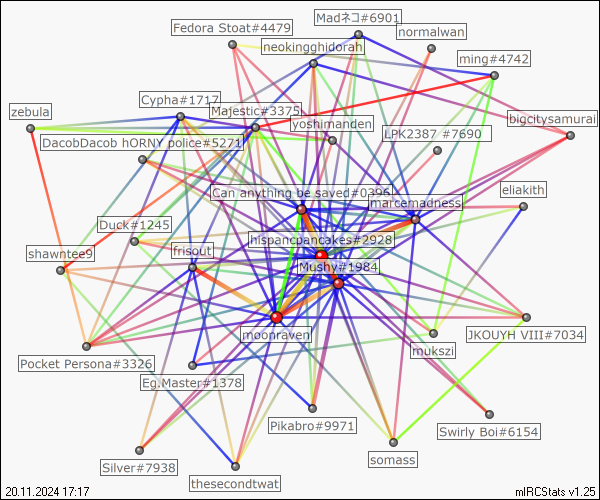 Madネコ#6901
Fedora Stoat#4479
normalwan
neokingghidorah
ming#4742
Cypha#1717
zebula
Majestic#3375
bigcitysamurai
yoshimanden
LPK2387 #7690
DacobDacob hORNY police#5271
Can anything be saved#0396
eliakith
marcemadness
Duck#1245
hispancpancakes#2928
shawntee9
frisout
Mushy#1984
moonraven
JKOUYH VIII#7034
mukszi
Pocket Persona#3326
Eg.Master#1378
Pikabro#9971
Swirly Boi#6154
somass
Silver#7938
thesecondtwat
20.11.2024 17:17
mIRCStats v1.25